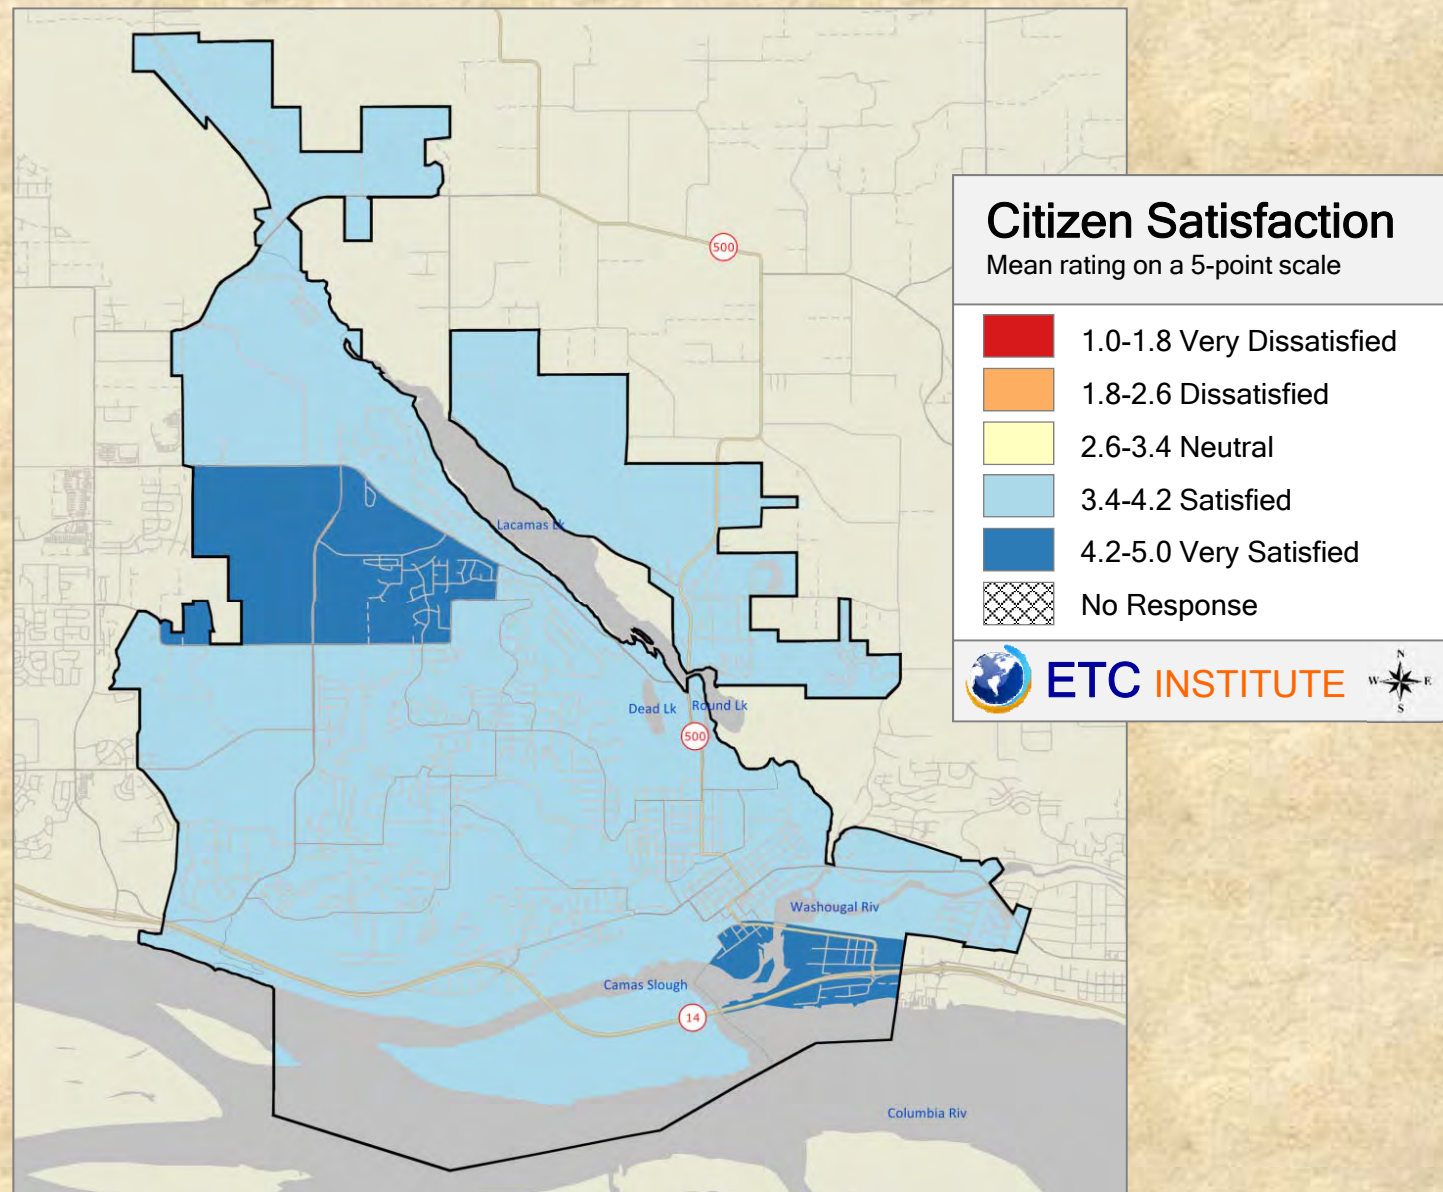 500
Citizen Satisfaction
Mean rating on a 5-point scale
1.0-1.8 Very Dissatisfied
1.8-2.6 Dissatisfied
2.6-3.4 Neutral
3.4-4.2 Satisfied
4.2-5.0 Very Satisfied
No Response
ETC INSTITUTE
N
W E
S
Lacamas Lk
Dead Lk
Round Lk
500
Washougal Riv
Camas Slough
14
Columbia Riv